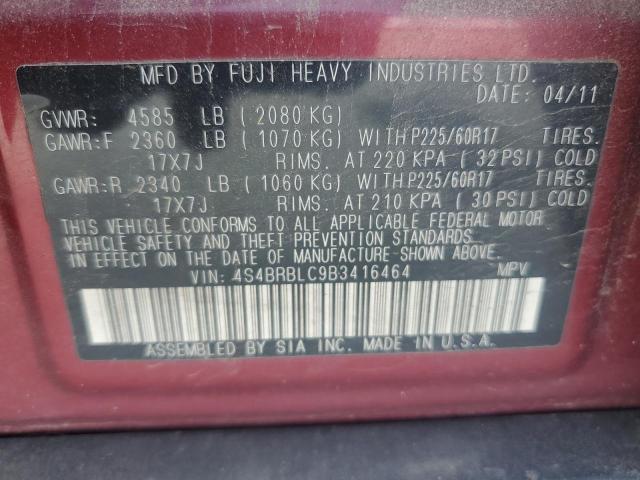 MFD BY FUJI HEAVY INDUSTRIES LTD.
DATE: 04/11
GVWR: 4585 LB ( 2080 KG)
GAWR:F 2360 LB ( 1070 KG) WITH P225/60R17 TIRES.
17X7J RIMS. AT 220 KPA ( 32 PSI) COLD
GAWR:R 2340 LB ( 1060 KG) WITH P225/60R17 TIRES.
17X7J RIMS. AT 210 KPA ( 30 PSI) COLD
THIS VEHICLE CONFORMS TO ALL APPLICABLE FEDERAL MOTOR
VEHICLE SAFETY AND THEFT PREVENTION STANDARDS
IN EFFECT ON THE DATE OF MANUFACTURE SHOWN ABOVE.
VIN: 4S4BRBLC9B3416464 MPV
ASSEMBLED BY SIA INC. MADE IN U.S.A.